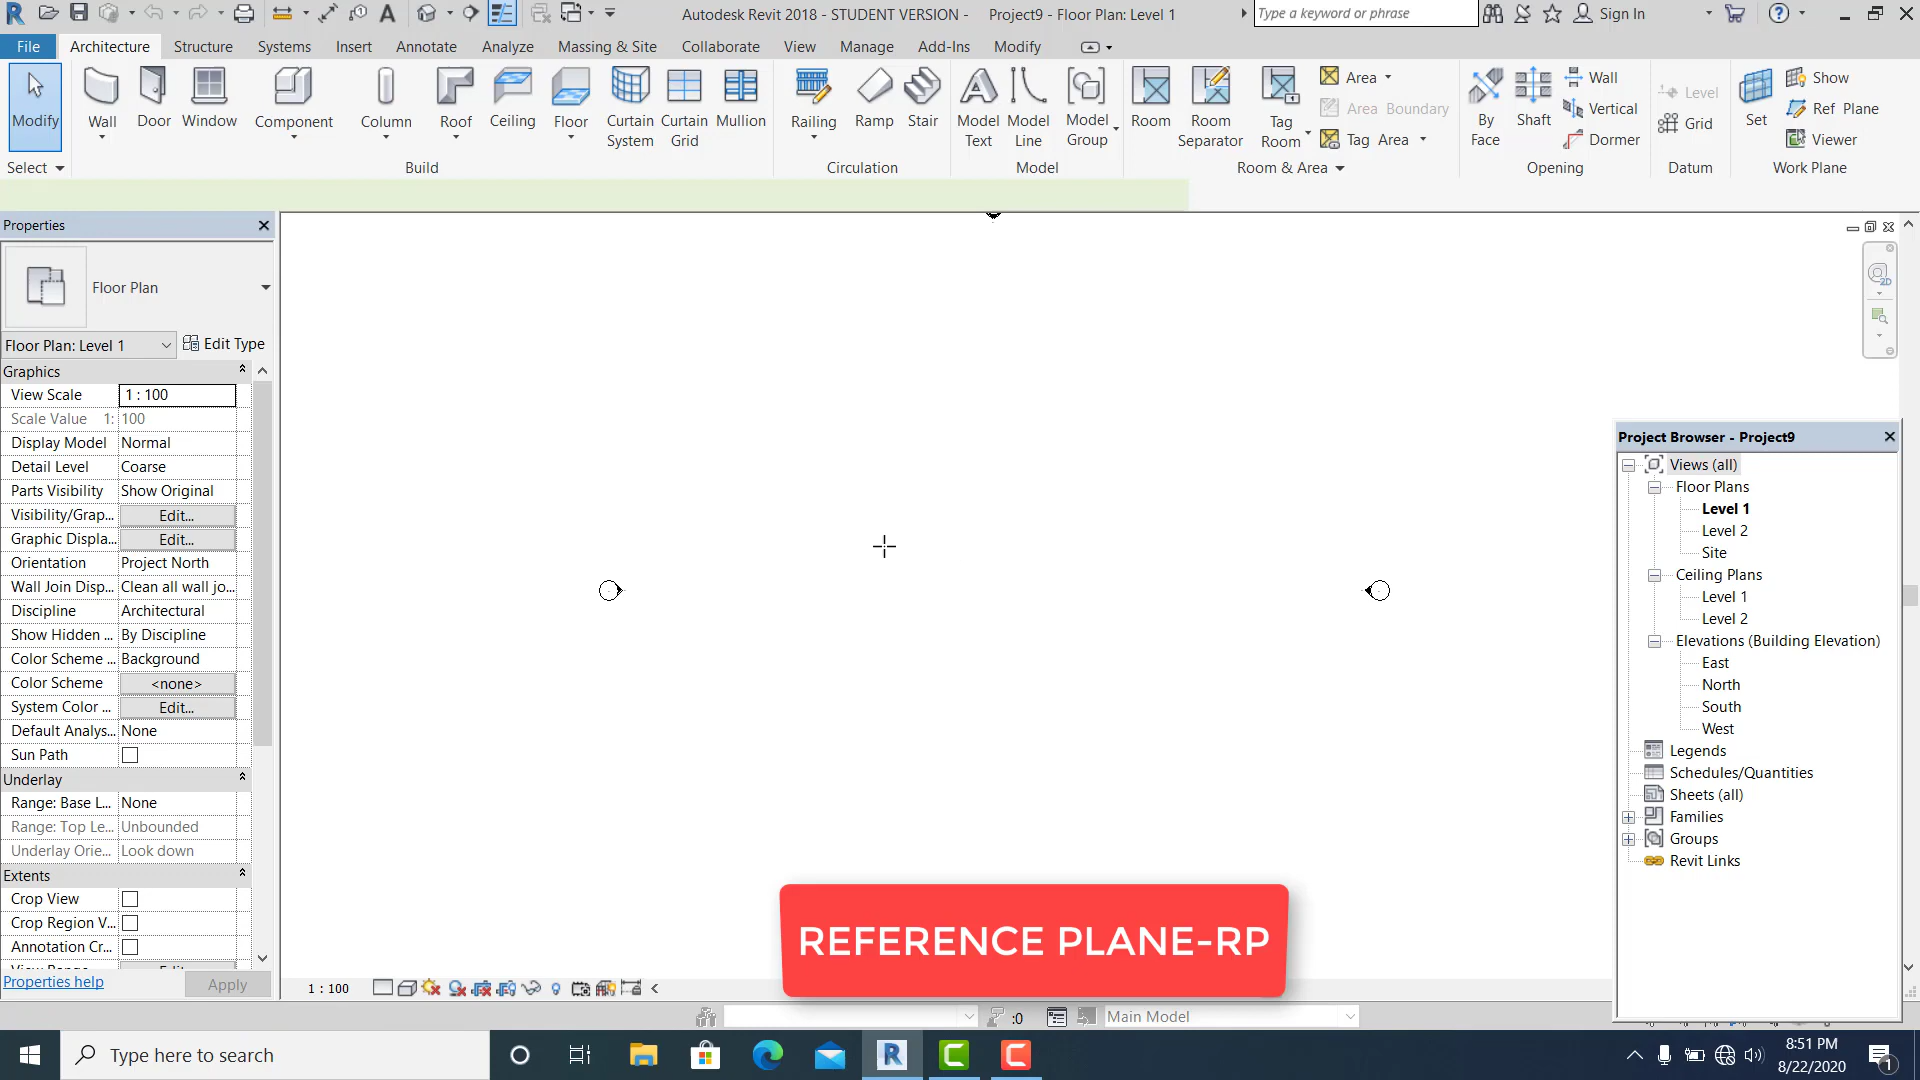 Autodesk Revit 2018 - STUDENT VERSION - Project9 - Floor Plan: Level 1
Type a keyword or phrase
Sign In
File Architecture Structure Systems Insert Annotate Analyze Massing & Site Collaborate View Manage Add-Ins Modify
Modify Wall Door Window Component Column Roof Ceiling Floor Curtain System Curtain Grid Mullion Railing Ramp Stair Model Text Model Line Model Group Room Room Separator Tag Room
Area
Area Boundary
Tag Area
By Face Shaft
Wall
Vertical
Dormer
Level
Grid
Set
Show
Ref Plane
Viewer
Select Build Circulation Model Room & Area Opening Datum Work Plane
Properties
Floor Plan
Floor Plan: Level 1 Edit Type
Graphics
View Scale 1 : 100
Scale Value 1: 100
Display Model Normal
Detail Level Coarse
Parts Visibility Show Original
Visibility/Grap... Edit...
Graphic Displa... Edit...
Orientation Project North
Wall Join Disp... Clean all wall jo...
Discipline Architectural
Show Hidden ... By Discipline
Color Scheme ... Background
Color Scheme <none>
System Color ... Edit...
Default Analys... None
Sun Path
Underlay
Range: Base L... None
Range: Top Le... Unbounded
Underlay Orie... Look down
Extents
Crop View
Crop Region V...
Annotation Cr...
Properties help Apply
2D
Project Browser - Project9
Views (all)
Floor Plans
Level 1
Level 2
Site
Ceiling Plans
Level 1
Level 2
Elevations (Building Elevation)
East
North
South
West
Legends
Schedules/Quantities
Sheets (all)
Families
Groups
Revit Links
REFERENCE PLANE-RP
1 : 100
:0 Main Model
Type here to search
8:51 PM
8/22/2020
1